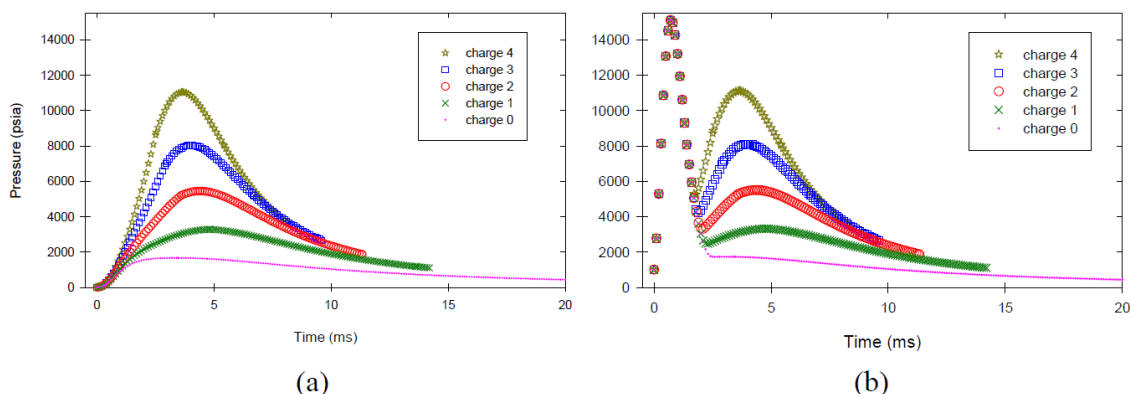 14000
12000
10000
8000
6000
4000
2000
0
Pressure (psia)
charge 4
charge 3
charge 2
charge 1
charge 0
0 5 10 15 20
Time (ms)
(a)
14000
12000
10000
8000
6000
4000
2000
0
charge 4
charge 3
charge 2
charge 1
charge 0
0 5 10 15 20
Time (ms)
(b)